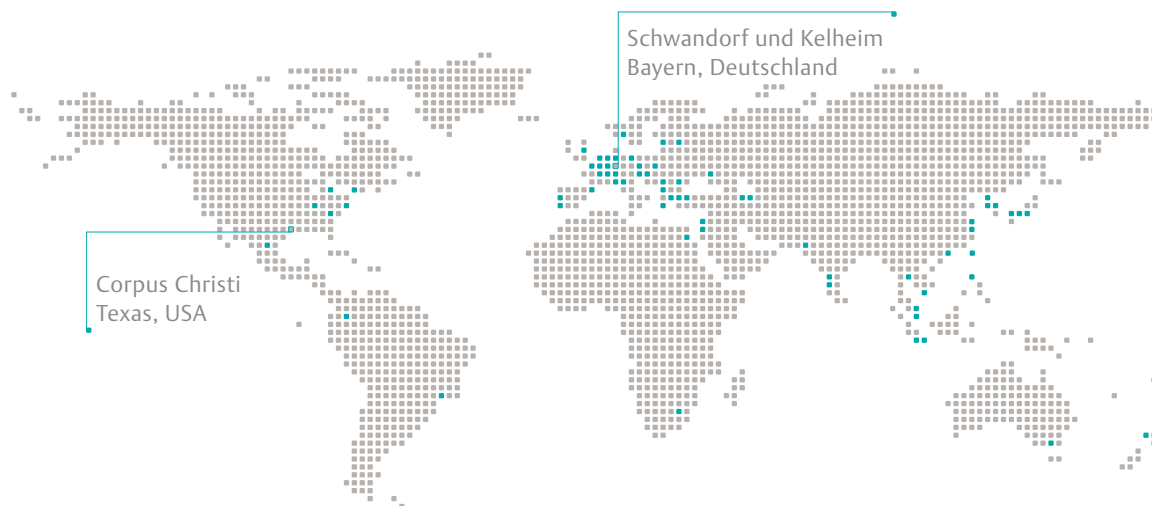 Schwandorf und Kelheim
Bayern, Deutschland
Corpus Christi
Texas, USA